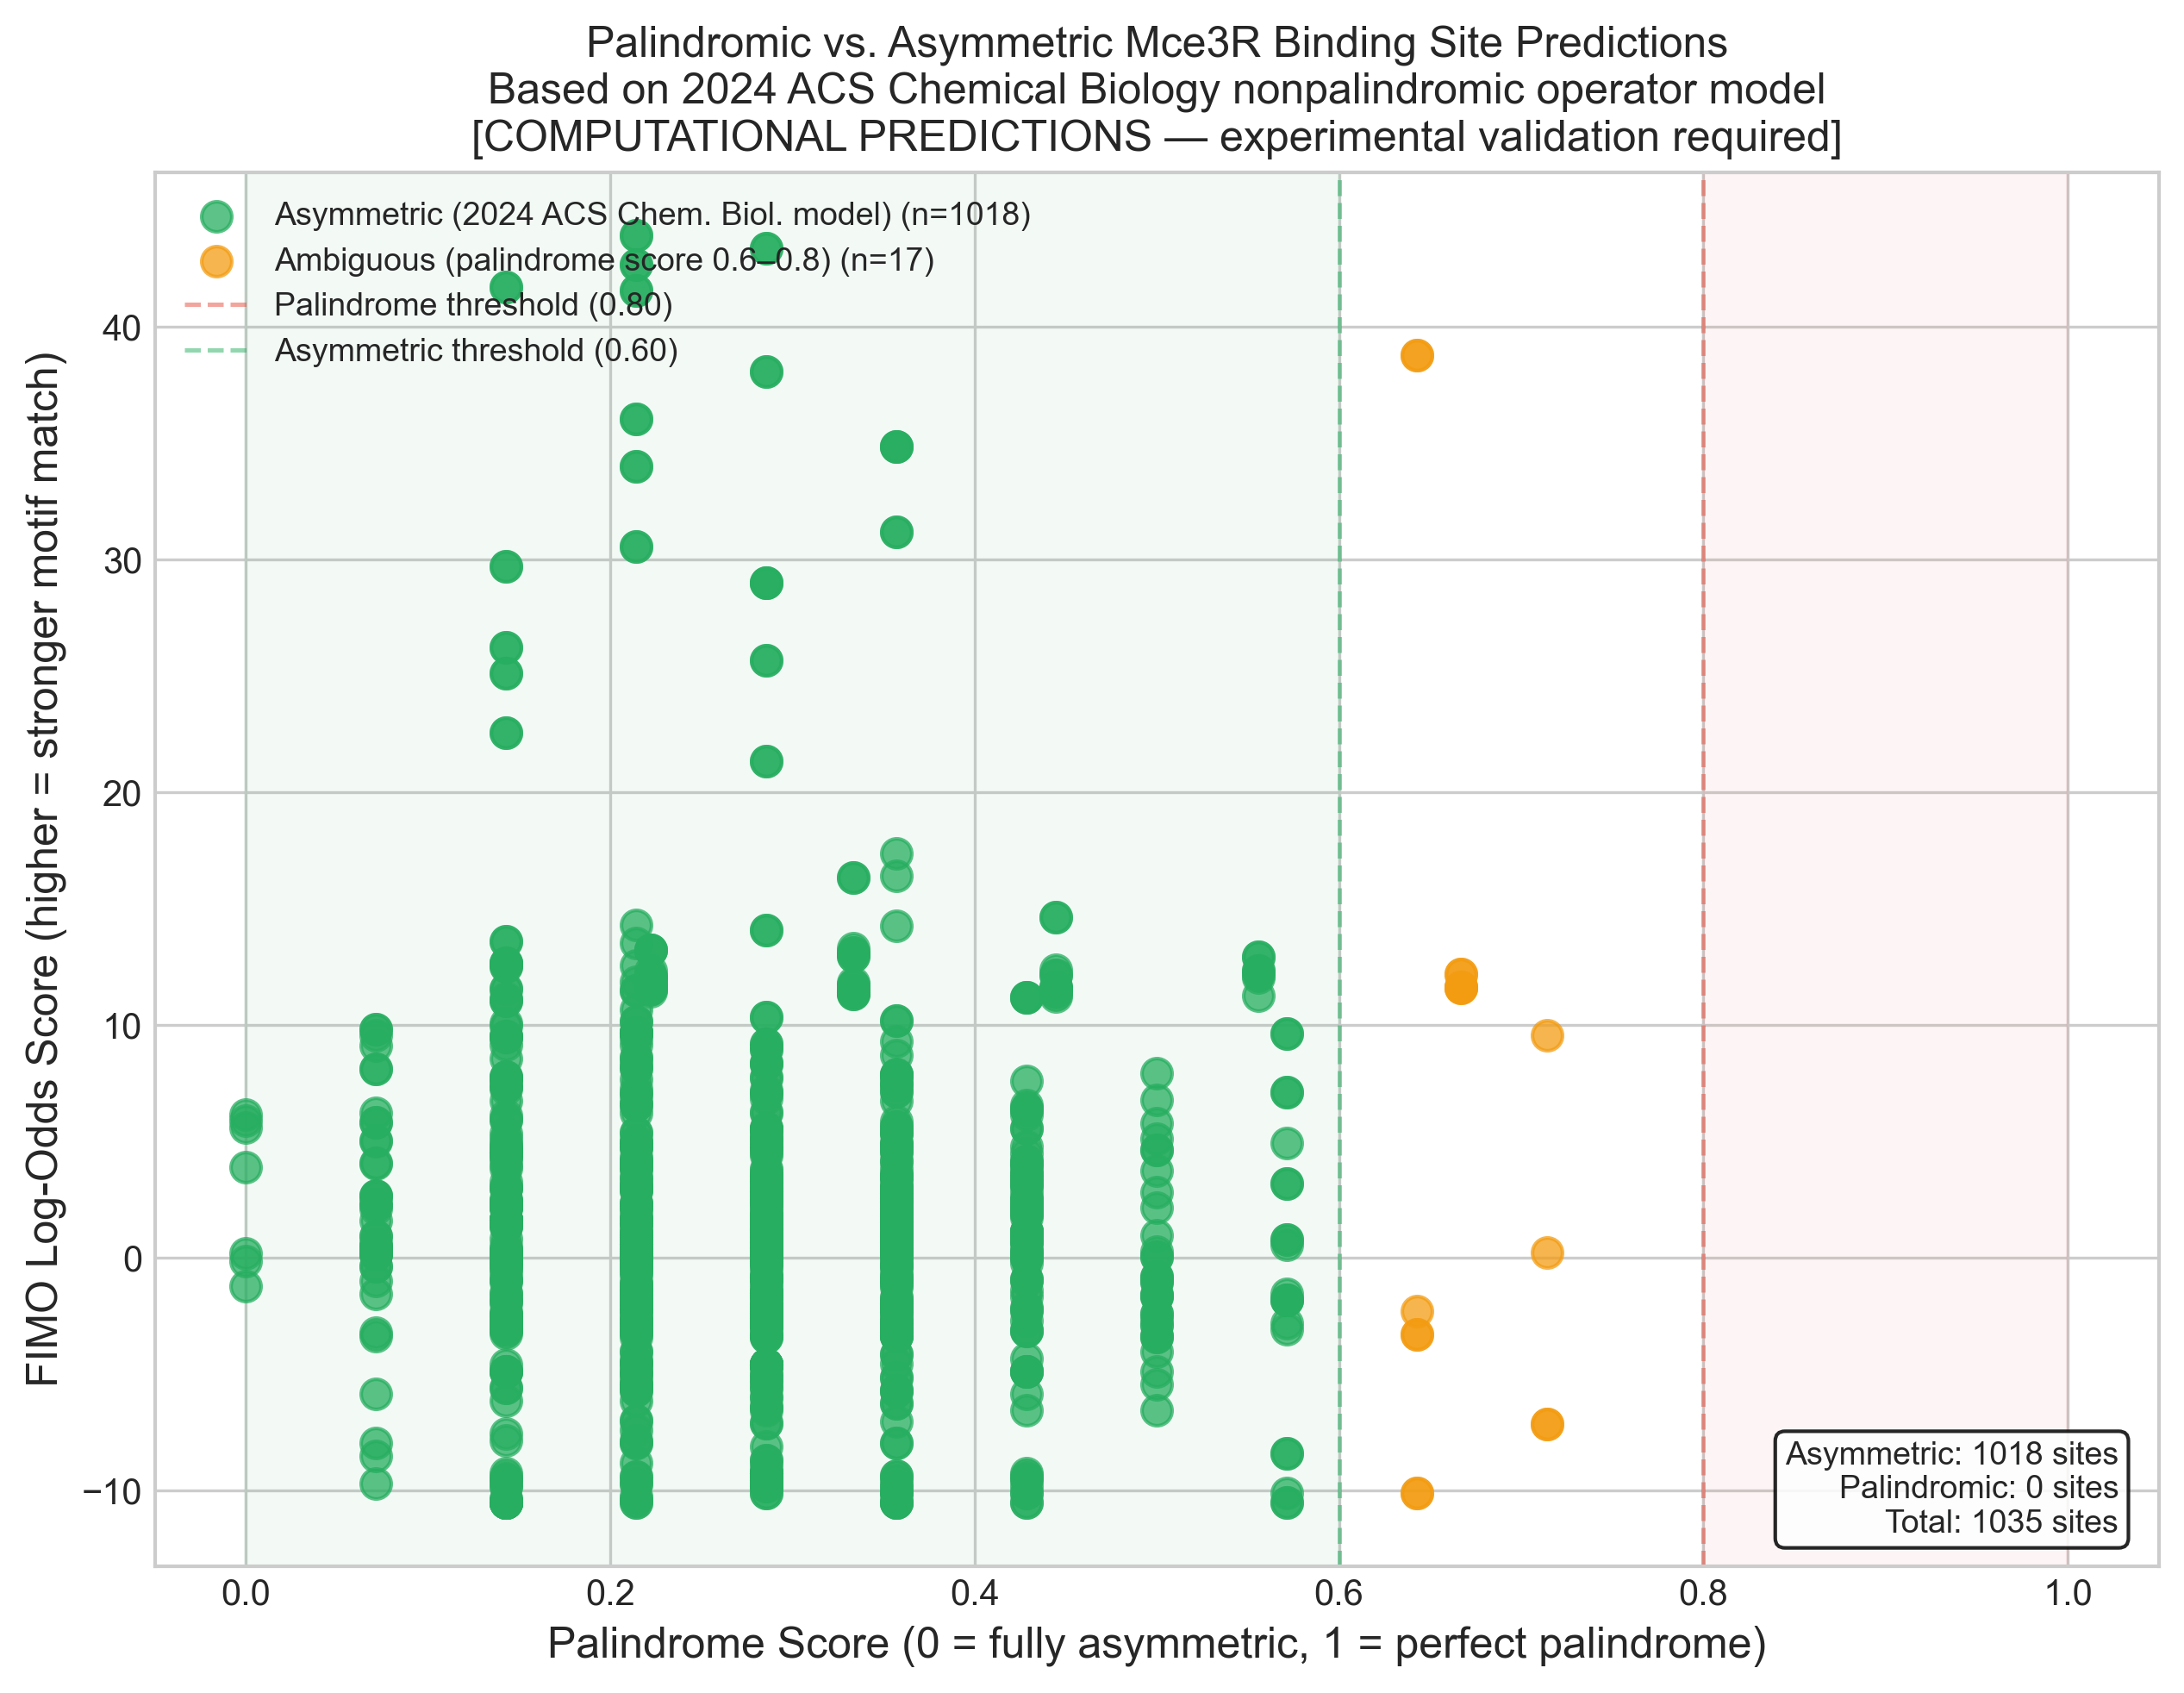 Palindromic vs. Asymmetric Mce3R Binding Site Predictions
Based on 2024 ACS Chemical Biology nonpalindromic operator model
[COMPUTATIONAL PREDICTIONS — experimental validation required]
Asymmetric (2024 ACS Chem. Biol. model) (n=1018)
Ambiguous (palindrome score 0.6–0.8) (n=17)
Palindrome threshold (0.80)
Asymmetric threshold (0.60)
FIMO Log-Odds Score (higher = stronger motif match)
40
30
20
10
0
−10
Asymmetric: 1018 sites
Palindromic: 0 sites
Total: 1035 sites
0.0 0.2 0.4 0.6 0.8 1.0
Palindrome Score (0 = fully asymmetric, 1 = perfect palindrome)